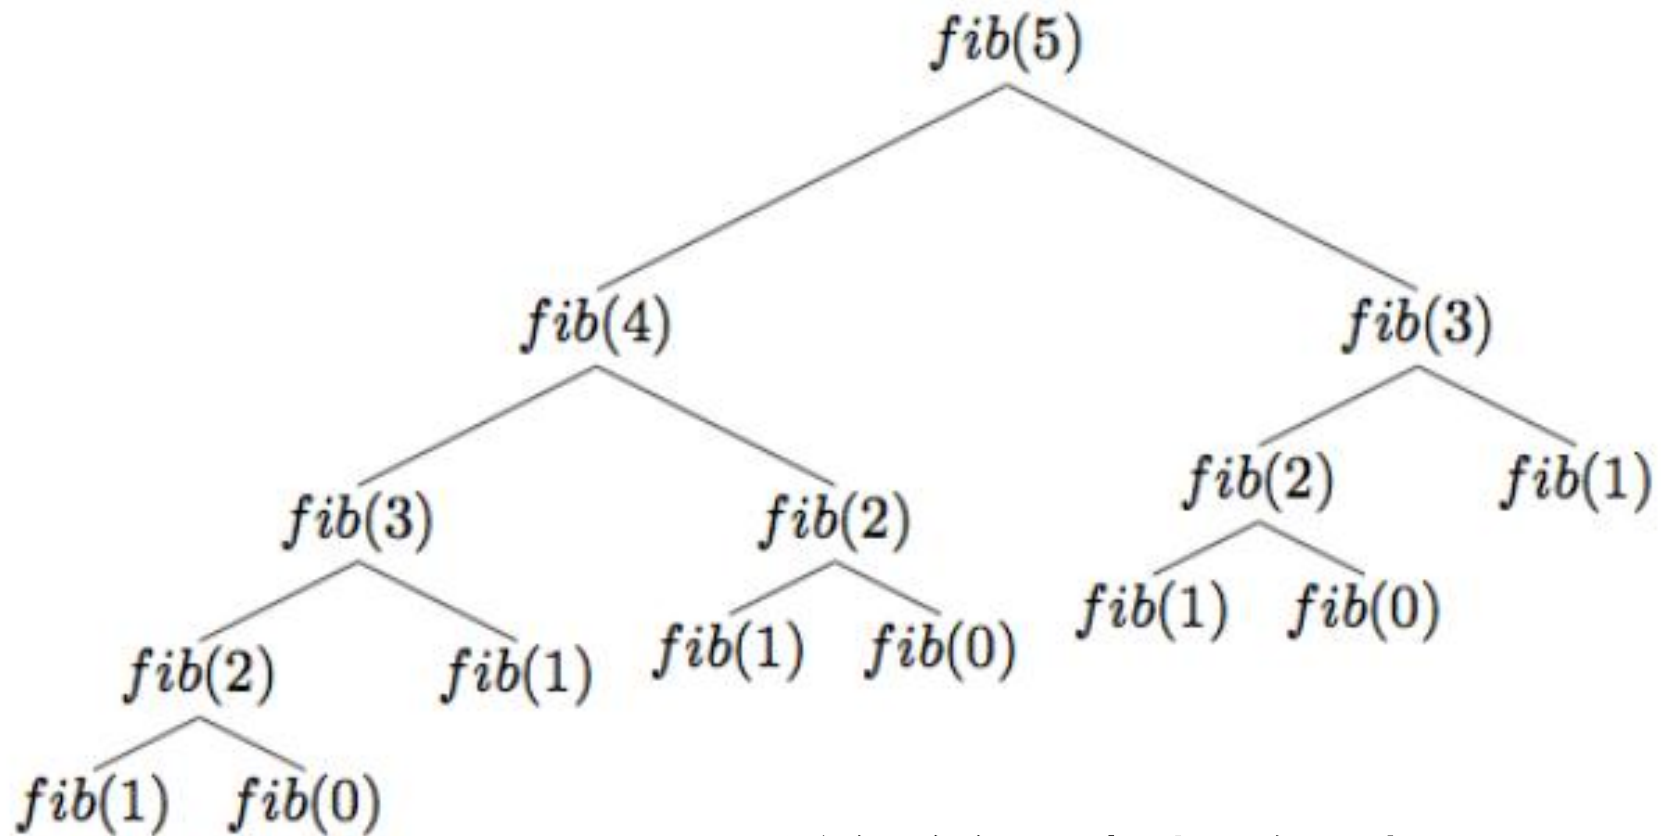 fib(5)
fib(4) fib(3)
fib(3) fib(2) fib(2) fib(1)
fib(2) fib(1) fib(1) fib(0) fib(1) fib(0)
fib(1) fib(0)